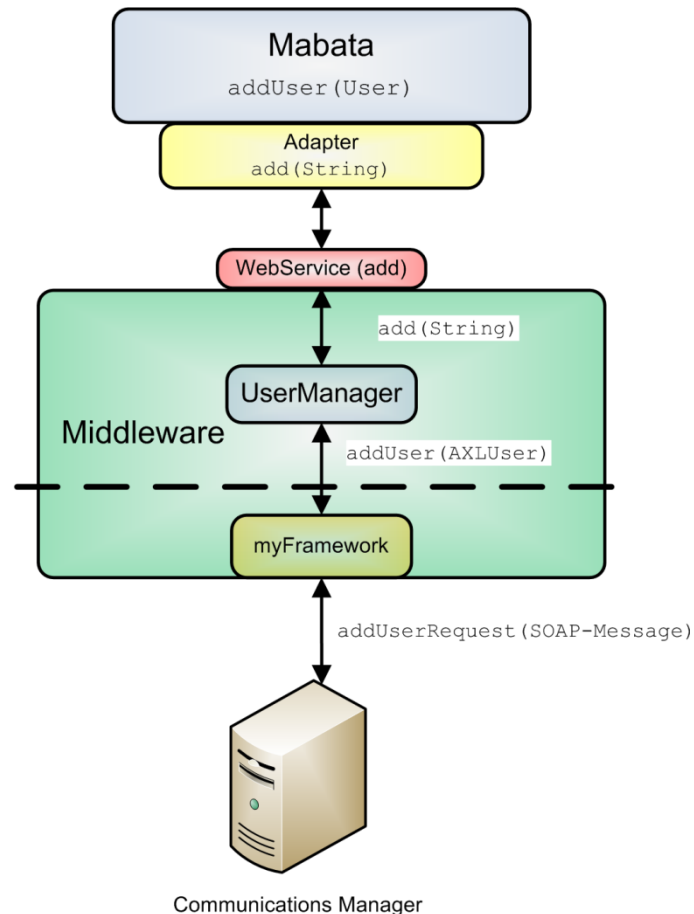 Mabata
addUser(User)
Adapter
add(String)
WebService (add)
add(String)
UserManager
Middleware
addUser(AXLUser)
myFramework
addUserRequest(SOAP-Message)
Communications Manager